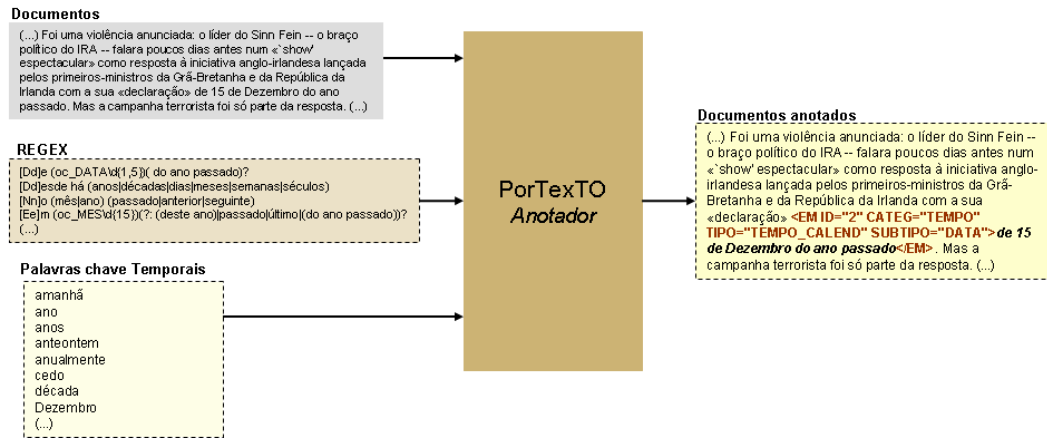 Documentos
(...) Foi uma violência anunciada: o líder do Sinn Fein -- o braço
político do IRA -- falara poucos dias antes num «`show'
espectacular» como resposta à iniciativa anglo-irlandesa lançada
pelos primeiros-ministros da Grã-Bretanha e da República da
Irlanda com a sua «declaração» de 15 de Dezembro do ano
passado. Mas a campanha terrorista foi só parte da resposta. (...)
REGEX
[Dd]e (oc_DATA\d{1,5})( do ano passado)?
[Dd]esde há (anos|décadas|dias|meses|semanas|séculos)
[Nn]o (mês|ano) (passado|anterior|seguinte)
[Ee]m (oc_MES\d{15})(?: (deste ano)|passado|último|(do ano passado))?
(...)
Palavras chave Temporais
amanhã
ano
anos
anteontem
anualmente
cedo
década
Dezembro
(...)
PorTexTO
Anotador
Documentos anotados
(...) Foi uma violência anunciada: o líder do Sinn Fein --
o braço político do IRA -- falara poucos dias antes num
«`show' espectacular» como resposta à iniciativa anglo-
irlandesa lançada pelos primeiros-ministros da Grã-
Bretanha e da República da Irlanda com a sua
«declaração» <EM ID="2" CATEG="TEMPO"
TIPO="TEMPO_CALEND" SUBTIPO="DATA">de 15
de Dezembro do ano passado</EM>. Mas a
campanha terrorista foi só parte da resposta. (...)